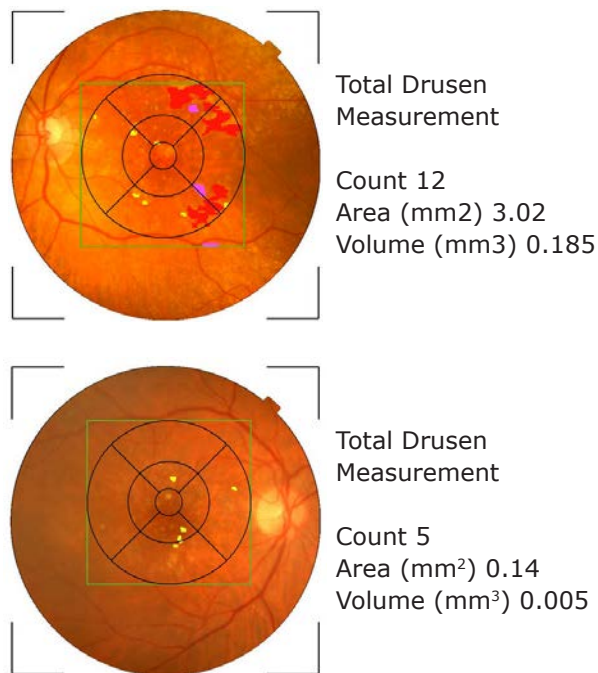 Total Drusen
Measurement
Count 12
Area (mm2) 3.02
Volume (mm3) 0.185
Total Drusen
Measurement
Count 5
Area (mm²) 0.14
Volume (mm³) 0.005